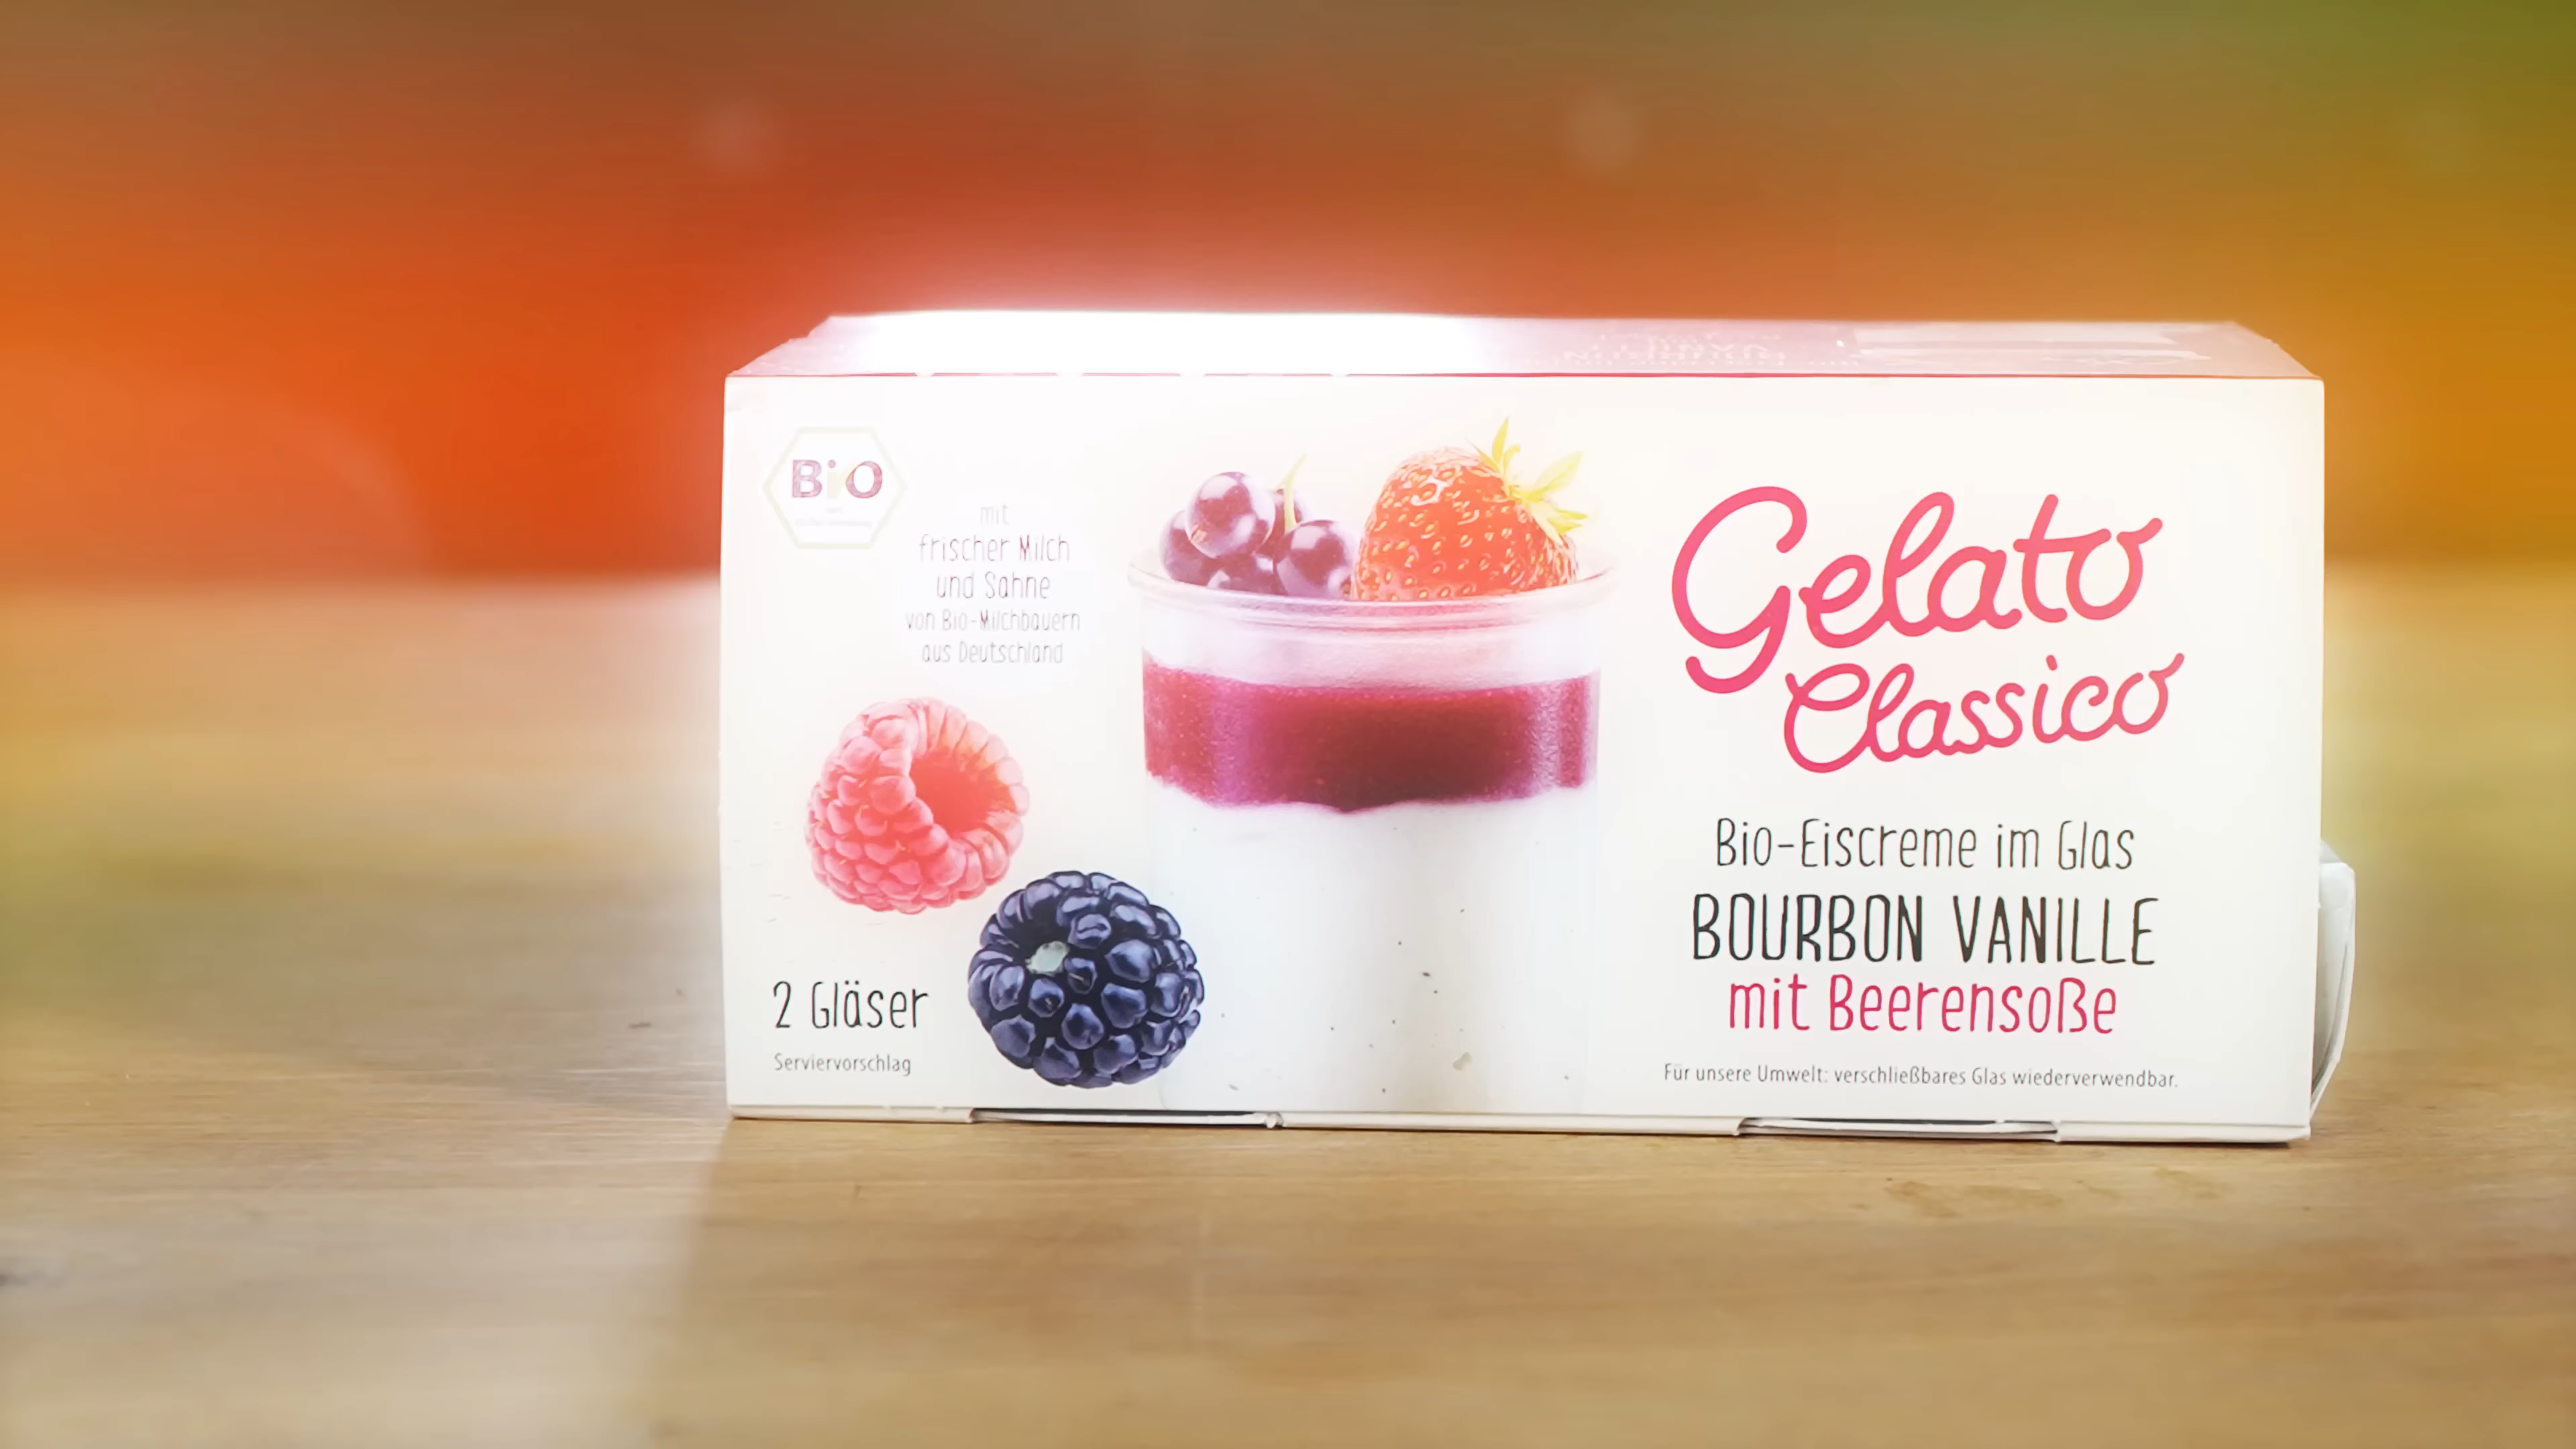 BiO
mit
frischer Milch
und Sahne
von Bio-Milchbauern
aus Deutschland
Gelato
Classico
Bio-Eiscreme im Glas
BOURBON VANILLE
mit Beerensoße
Für unsere Umwelt: verschließbares Glas wiederverwendbar.
2 Gläser
Serviervorschlag